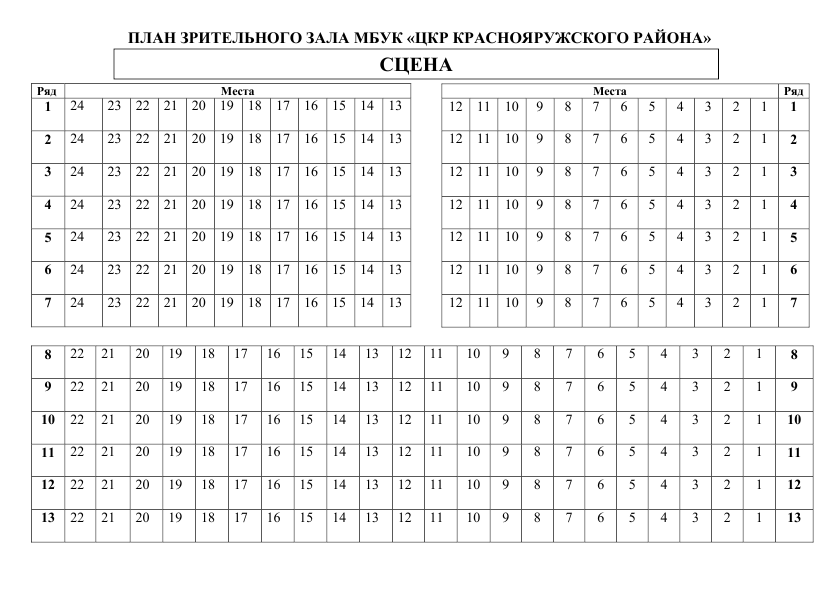 ПЛАН ЗРИТЕЛЬНОГО ЗАЛА МБУК «ЦКР КРАСНОЯРУЖСКОГО РАЙОНА»
СЦЕНА
Ряд Места Места Ряд
1 24 23 22 21 20 19 18 17 16 15 14 13 12 11 10 9 8 7 6 5 4 3 2 1 1
2 24 23 22 21 20 19 18 17 16 15 14 13 12 11 10 9 8 7 6 5 4 3 2 1 2
3 24 23 22 21 20 19 18 17 16 15 14 13 12 11 10 9 8 7 6 5 4 3 2 1 3
4 24 23 22 21 20 19 18 17 16 15 14 13 12 11 10 9 8 7 6 5 4 3 2 1 4
5 24 23 22 21 20 19 18 17 16 15 14 13 12 11 10 9 8 7 6 5 4 3 2 1 5
6 24 23 22 21 20 19 18 17 16 15 14 13 12 11 10 9 8 7 6 5 4 3 2 1 6
7 24 23 22 21 20 19 18 17 16 15 14 13 12 11 10 9 8 7 6 5 4 3 2 1 7
8 22 21 20 19 18 17 16 15 14 13 12 11 10 9 8 7 6 5 4 3 2 1 8
9 22 21 20 19 18 17 16 15 14 13 12 11 10 9 8 7 6 5 4 3 2 1 9
10 22 21 20 19 18 17 16 15 14 13 12 11 10 9 8 7 6 5 4 3 2 1 10
11 22 21 20 19 18 17 16 15 14 13 12 11 10 9 8 7 6 5 4 3 2 1 11
12 22 21 20 19 18 17 16 15 14 13 12 11 10 9 8 7 6 5 4 3 2 1 12
13 22 21 20 19 18 17 16 15 14 13 12 11 10 9 8 7 6 5 4 3 2 1 13